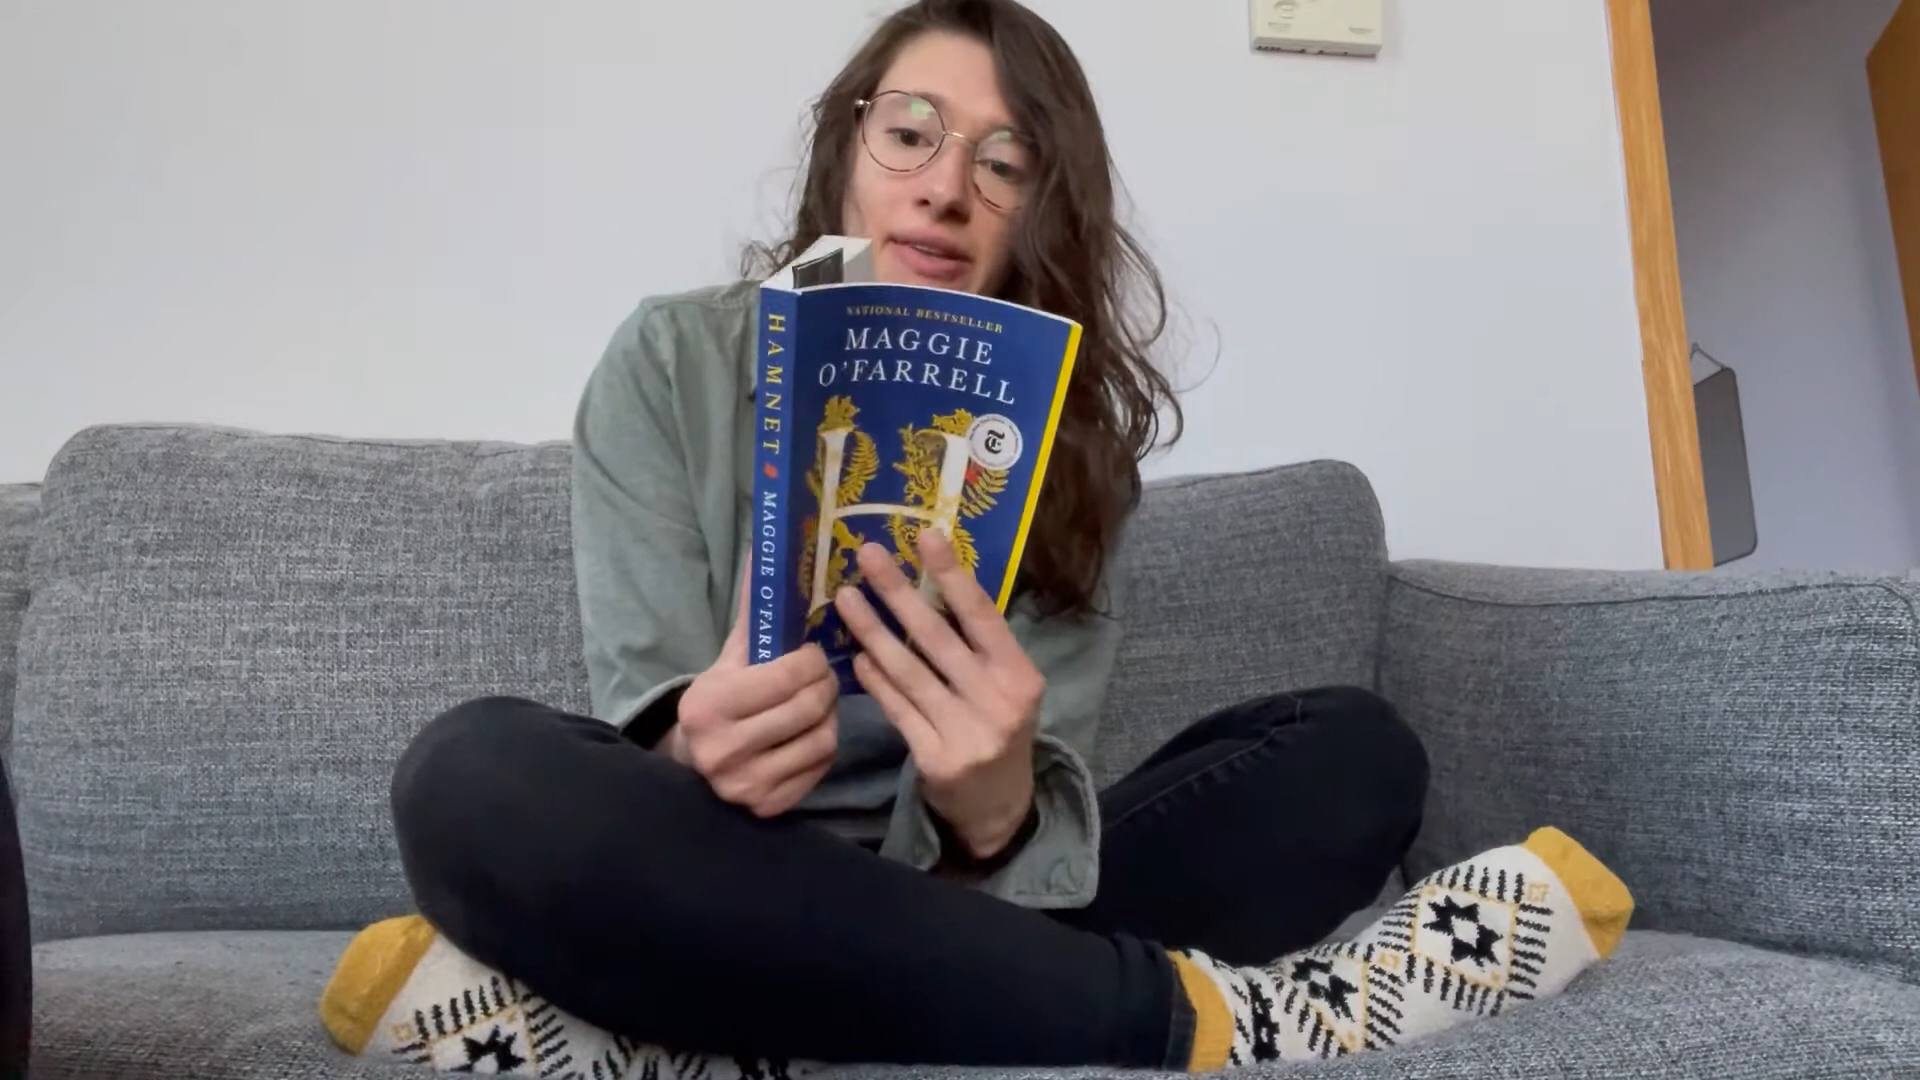 NATIONAL BESTSELLER
MAGGIE
O'FARRELL
H
HAMNET MAGGIE O'FARR